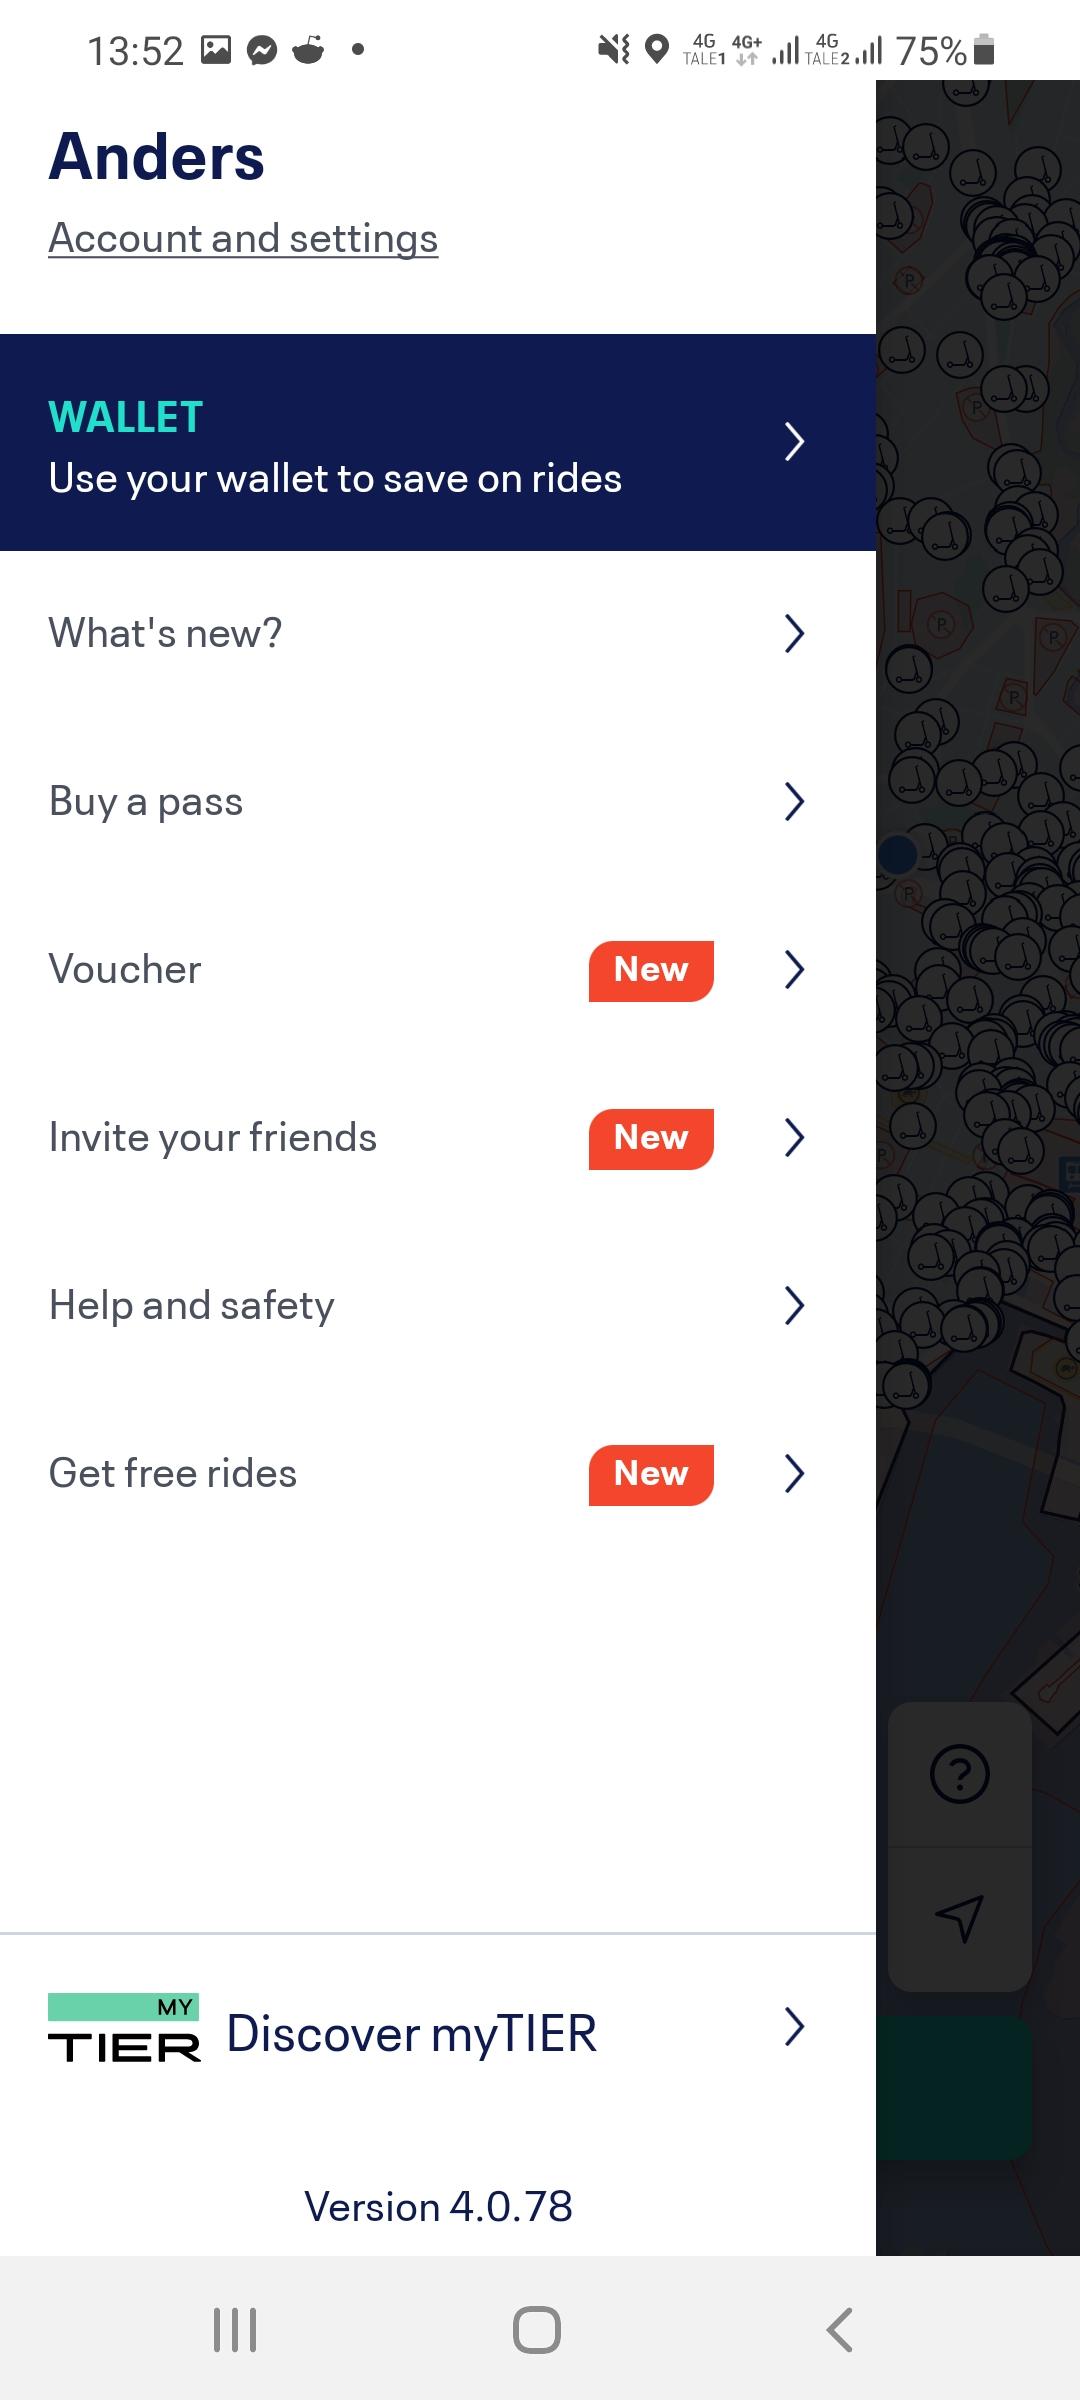 13:52
4G 4G+ 4G 75%
TALE1 TALE2
Anders
Account and settings
WALLET
Use your wallet to save on rides
What's new?
Buy a pass
Voucher New
Invite your friends New
Help and safety
Get free rides New
MY
TIER
Discover myTIER
Version 4.0.78
P
P
P
P
P
P
?